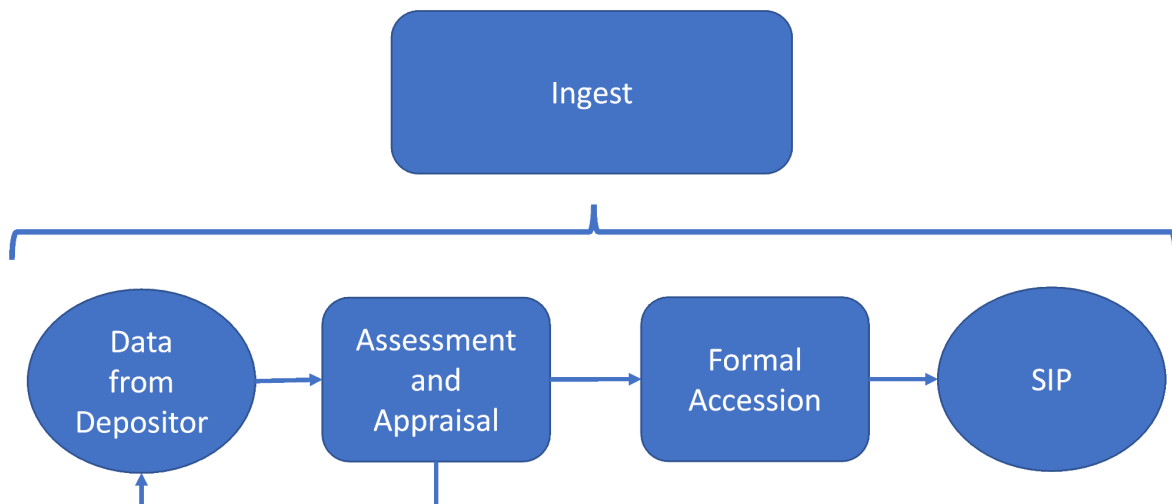 Ingest
Data
from
Depositor
Assessment
and
Appraisal
Formal
Accession
SIP